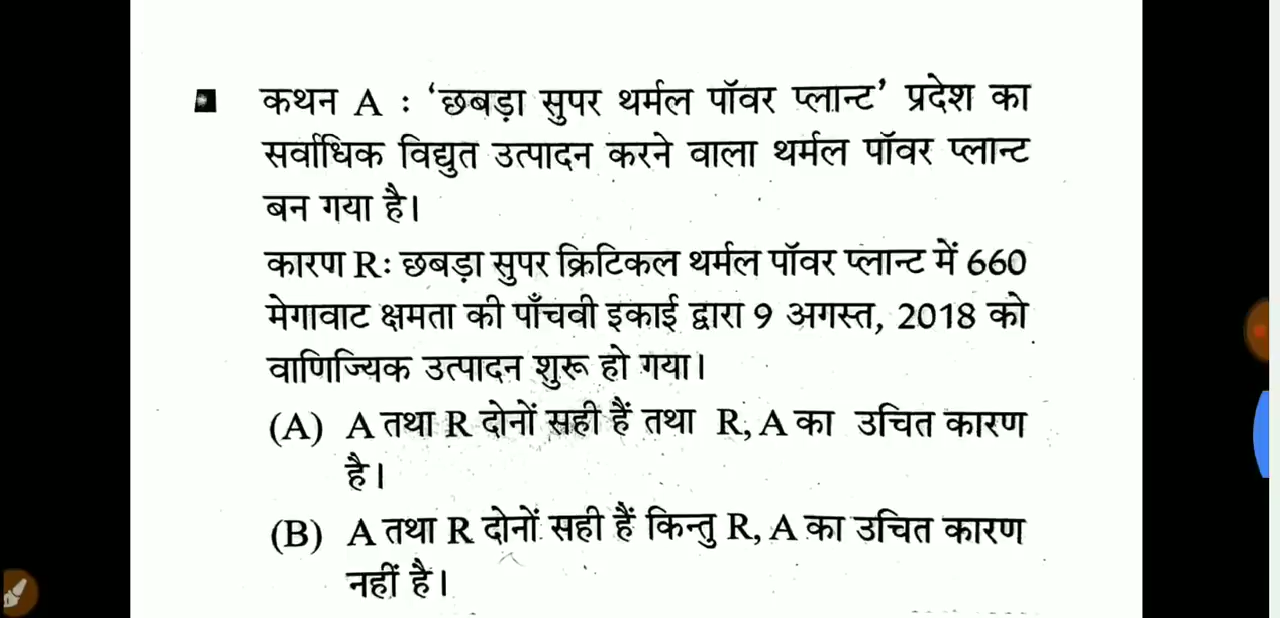 कथन A : ‘छबड़ा सुपर थर्मल पॉवर प्लान्ट’ प्रदेश का
सर्वाधिक विद्युत उत्पादन करने वाला थर्मल पॉवर प्लान्ट
बन गया है।
कारण R: छबड़ा सुपर क्रिटिकल थर्मल पॉवर प्लान्ट में 660
मेगावाट क्षमता की पाँचवी इकाई द्वारा 9 अगस्त, 2018 को
वाणिज्यिक उत्पादन शुरू हो गया।
(A) A तथा R दोनों सही हैं तथा R, A का उचित कारण
है।
(B) A तथा R दोनों सही हैं किन्तु R, A का उचित कारण
नहीं है।